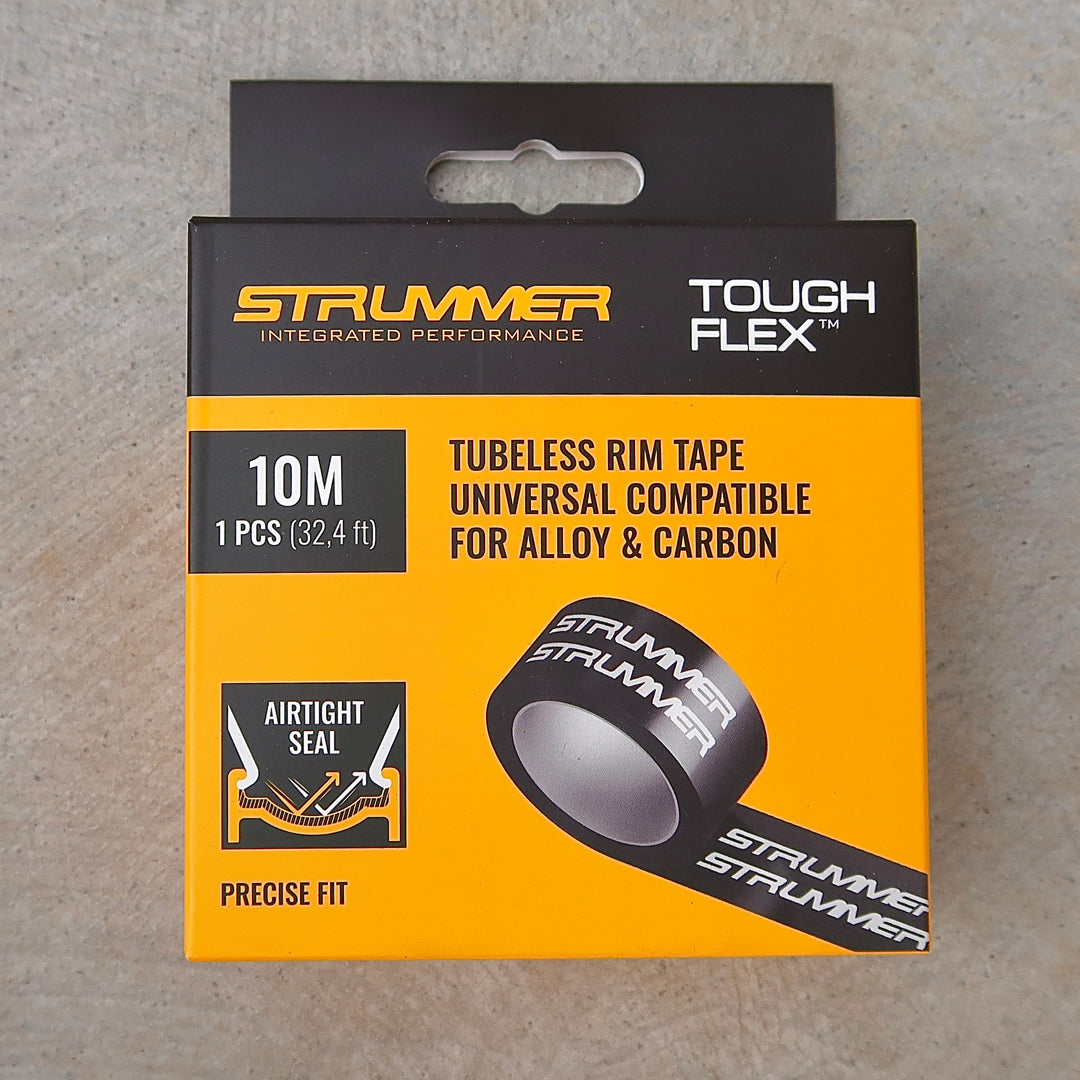 STRUMMER
INTEGRATED PERFORMANCE
TOUGH
FLEX™
10M
1 PCS (32,4 ft)
TUBELESS RIM TAPE
UNIVERSAL COMPATIBLE
FOR ALLOY & CARBON
STRUMMER
STRUMMER
AIRTIGHT
SEAL
STRUMMER
STRUMMER
PRECISE FIT